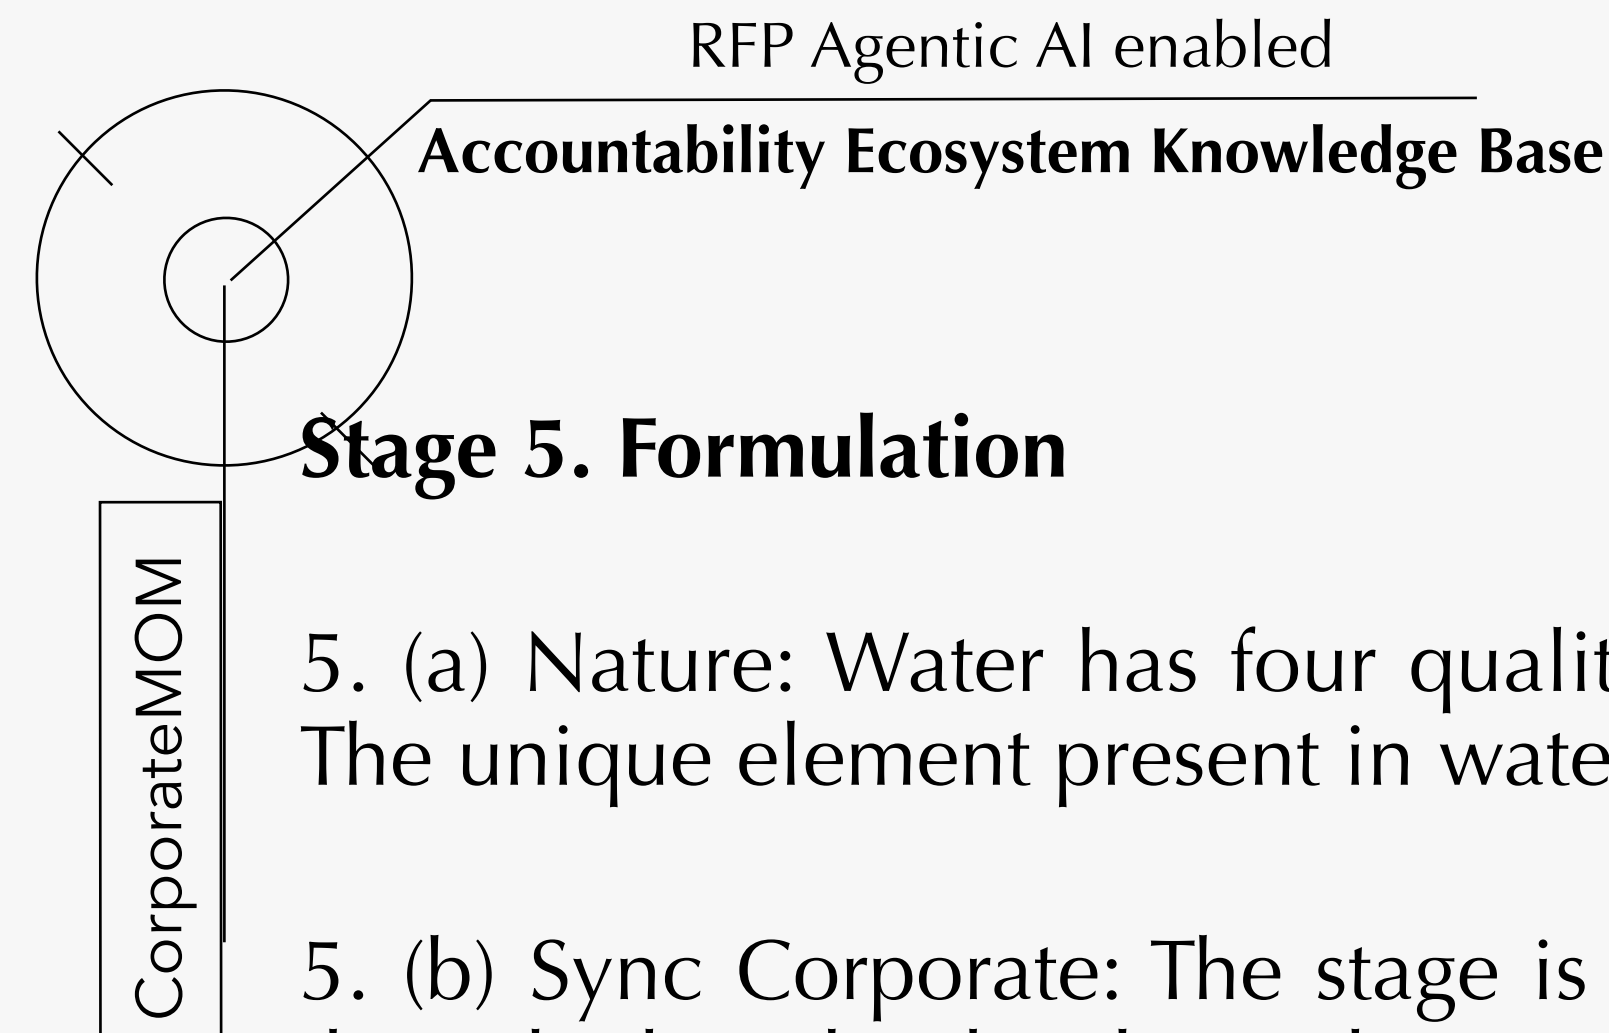 RFP Agentic AI enabled
Accountability Ecosystem Knowledge Base
Stage 5. Formulation
CorporateMOM
5. (a) Nature: Water has four qualit
The unique element present in wate
5. (b) Sync Corporate: The stage is